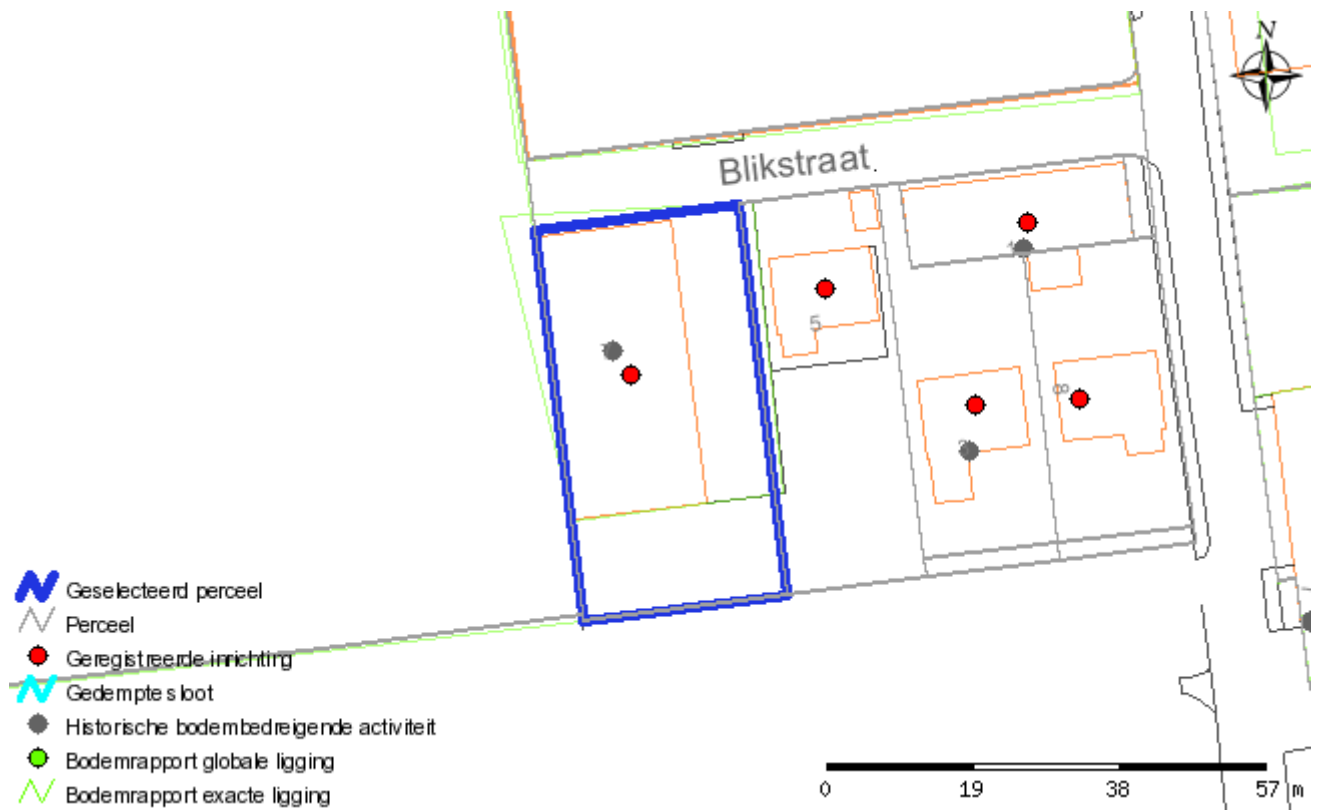 N
Blikstraat
5
8
Geselecteerd perceel
Perceel
Geregistreerde inrichting
Gedempte sloot
Historische bodembedreigende activiteit
Bodemrapport globale ligging
Bodemrapport exacte ligging
0 19 38 57 m